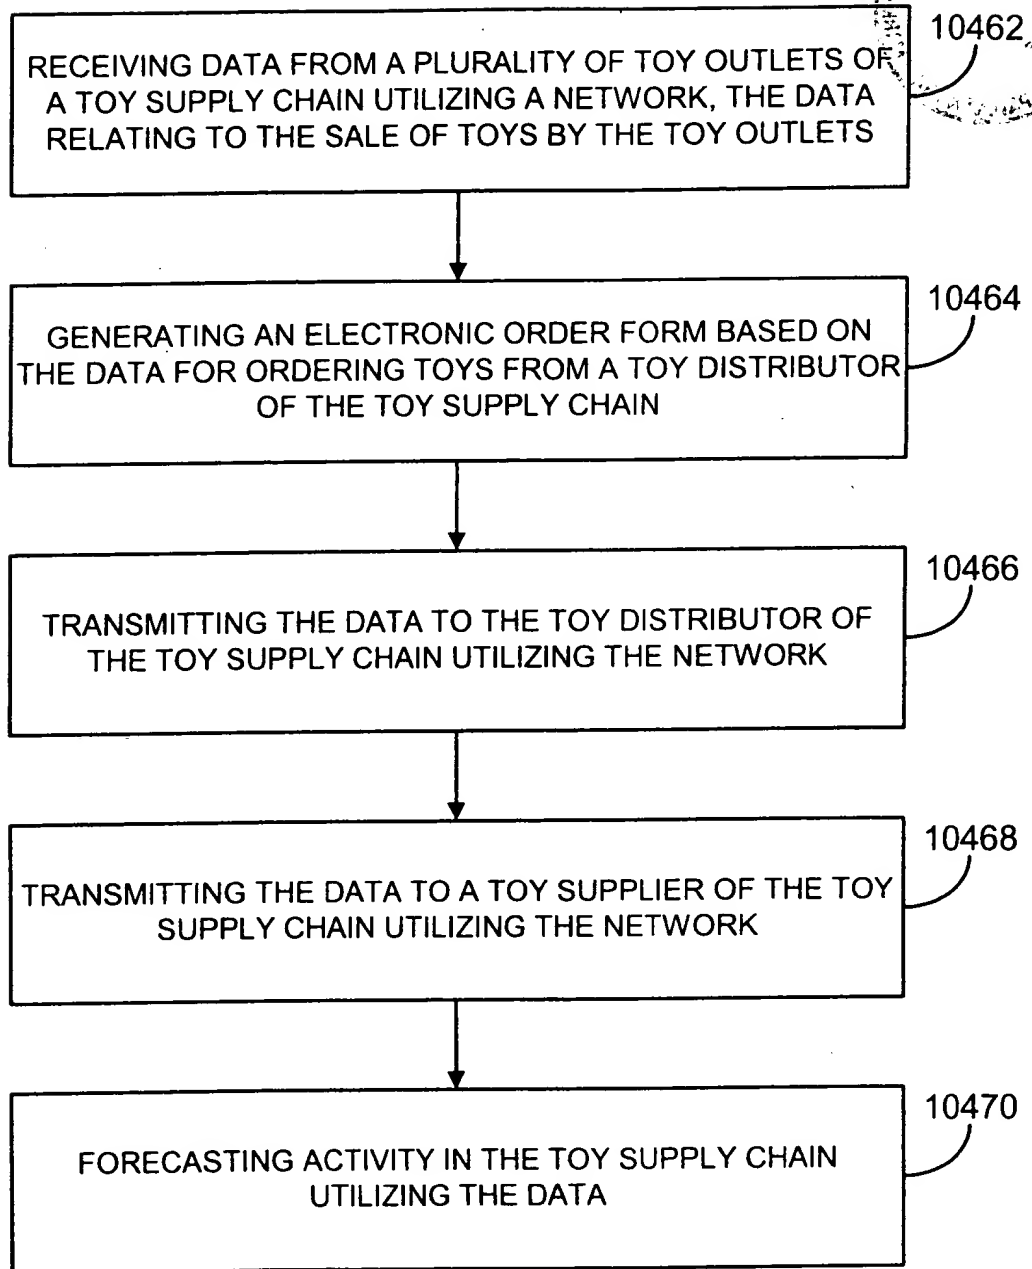 10462
RECEIVING DATA FROM A PLURALITY OF TOY OUTLETS OF
A TOY SUPPLY CHAIN UTILIZING A NETWORK, THE DATA
RELATING TO THE SALE OF TOYS BY THE TOY OUTLETS
10464
GENERATING AN ELECTRONIC ORDER FORM BASED ON
THE DATA FOR ORDERING TOYS FROM A TOY DISTRIBUTOR
OF THE TOY SUPPLY CHAIN
10466
TRANSMITTING THE DATA TO THE TOY DISTRIBUTOR OF
THE TOY SUPPLY CHAIN UTILIZING THE NETWORK
10468
TRANSMITTING THE DATA TO A TOY SUPPLIER OF THE TOY
SUPPLY CHAIN UTILIZING THE NETWORK
10470
FORECASTING ACTIVITY IN THE TOY SUPPLY CHAIN
UTILIZING THE DATA